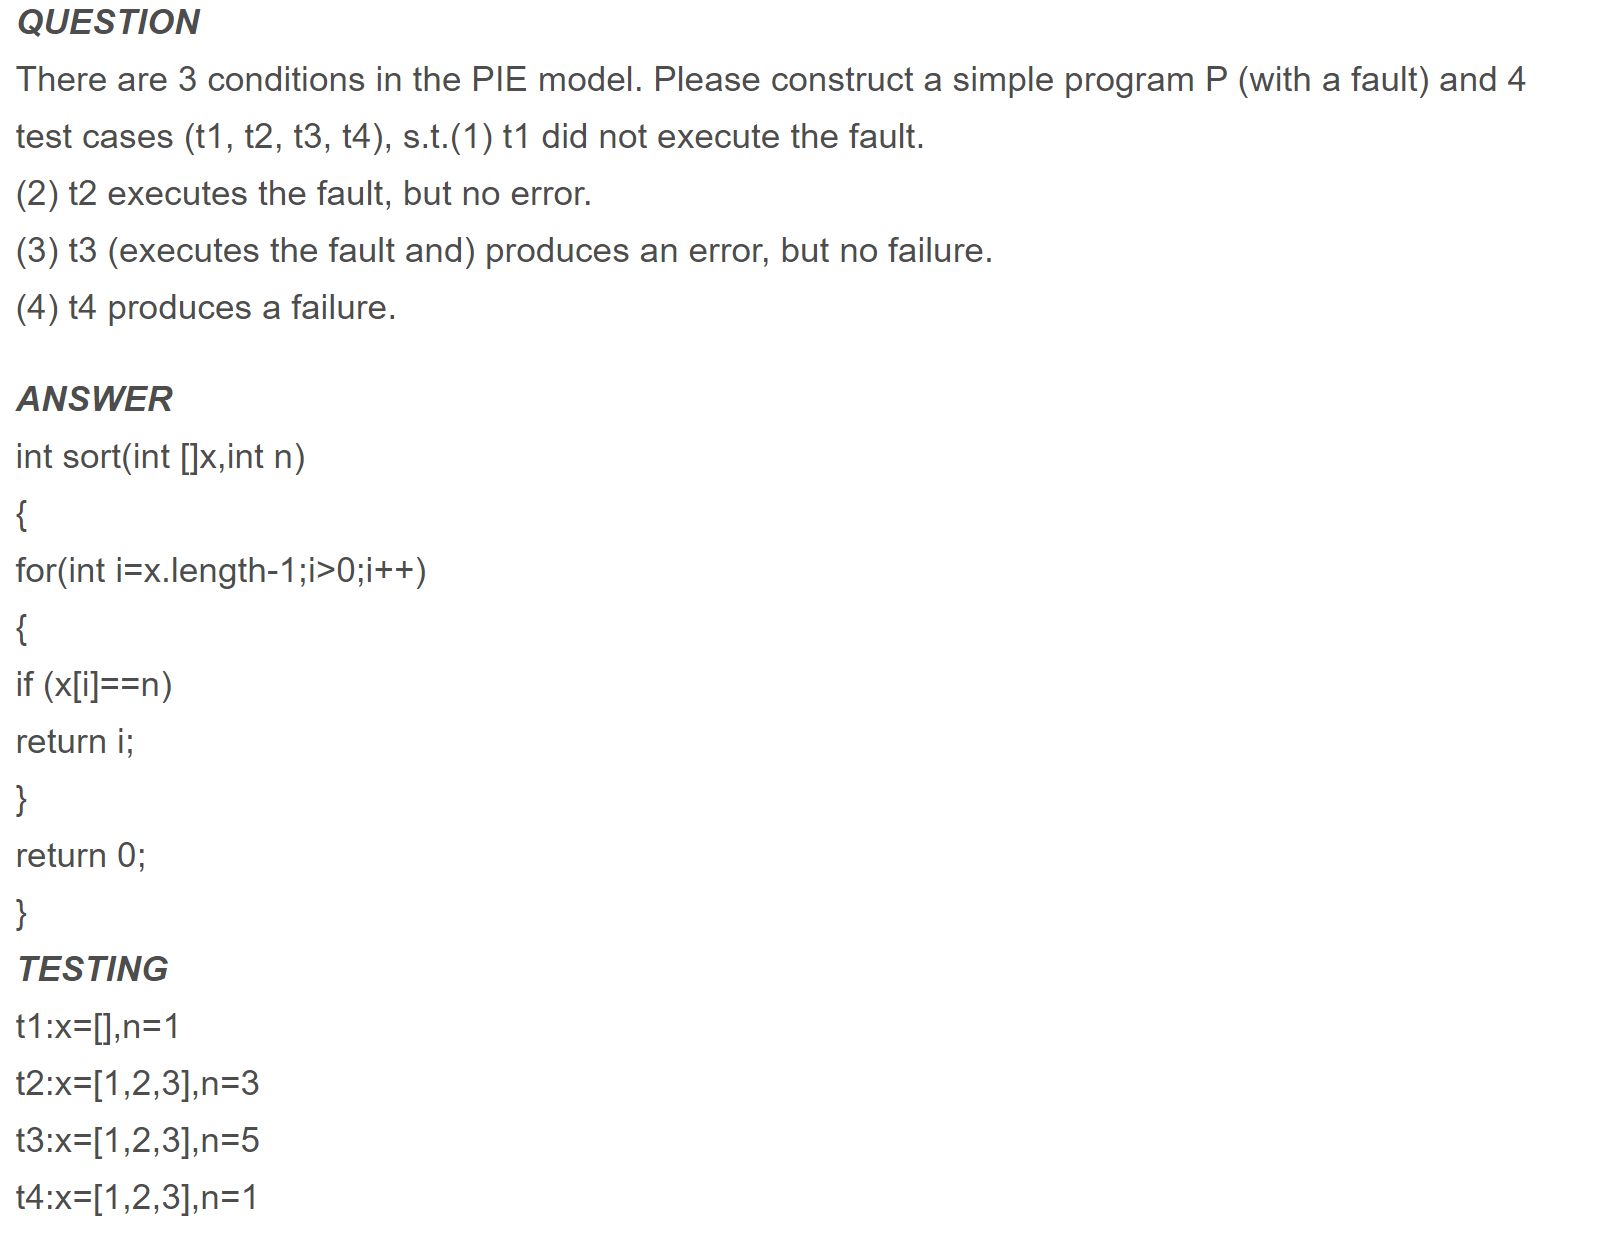 QUESTION
There are 3 conditions in the PIE model. Please construct a simple program P (with a fault) and 4
test cases (t1, t2, t3, t4), s.t.(1) t1 did not execute the fault.
(2) t2 executes the fault, but no error.
(3) t3 (executes the fault and) produces an error, but no failure.
(4) t4 produces a failure.
ANSWER
int sort(int []x,int n)
{
for(int i=x.length-1;i>0;i++)
{
if (x[i]==n)
return i;
}
return 0;
}
TESTING
t1:x=[],n=1
t2:x=[1,2,3],n=3
t3:x=[1,2,3],n=5
t4:x=[1,2,3],n=1